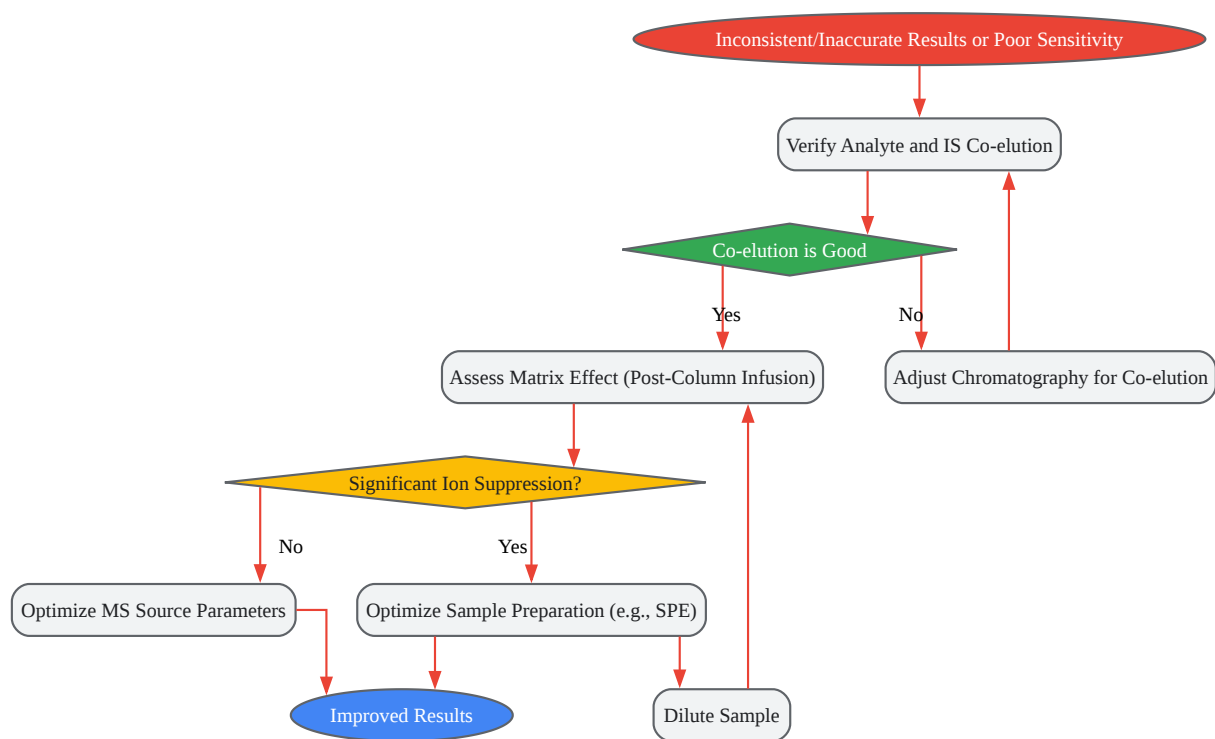 Inconsistent/Inaccurate Results or Poor Sensitivity
Verify Analyte and IS Co-elution
Co-elution is Good
Yes
No
Assess Matrix Effect (Post-Column Infusion)
Adjust Chromatography for Co-elution
Significant Ion Suppression?
No
Yes
Optimize MS Source Parameters
Optimize Sample Preparation (e.g., SPE)
Improved Results
Dilute Sample